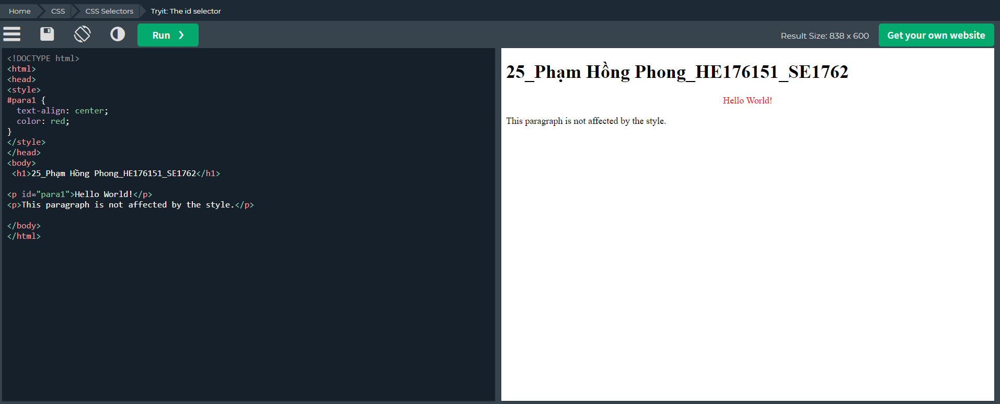 Home CSS CSS Selectors Tryit: The id selector
Run ❯ Result Size: 838 x 600 Get your own website
<!DOCTYPE html>
<html>
<head>
<style>
#para1 {
  text-align: center;
  color: red;
}
</style>
</head>
<body>
 <h1>25_Phạm Hồng Phong_HE176151_SE1762</h1>

<p id="para1">Hello World!</p>
<p>This paragraph is not affected by the style.</p>

</body>
</html>
25_Phạm Hồng Phong_HE176151_SE1762
Hello World!
This paragraph is not affected by the style.